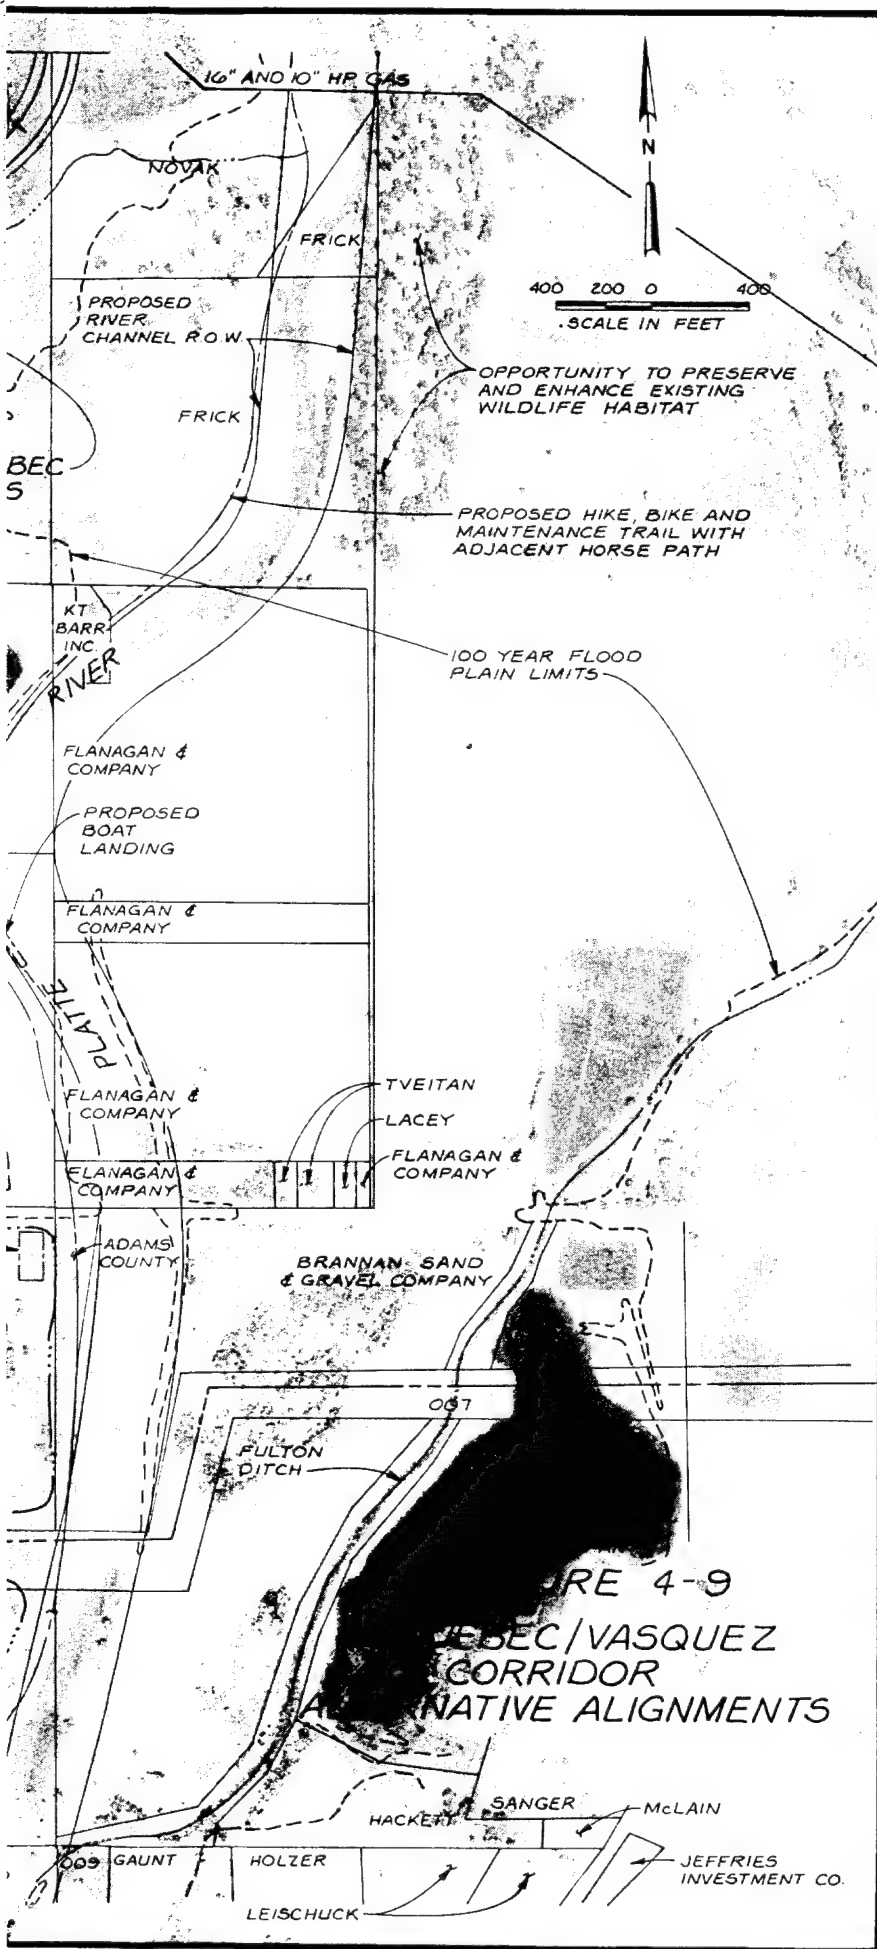 16" AND 10" HP GAS
N
NOVAK
FRICK
400 200 0 400
SCALE IN FEET
PROPOSED
RIVER
CHANNEL R.O.W.
OPPORTUNITY TO PRESERVE
AND ENHANCE EXISTING
WILDLIFE HABITAT
FRICK
BEC
S
PROPOSED HIKE, BIKE AND
MAINTENANCE TRAIL WITH
ADJACENT HORSE PATH
KT
BARR
INC.
RIVER
100 YEAR FLOOD
PLAIN LIMITS
FLANAGAN &
COMPANY
PROPOSED
BOAT
LANDING
FLANAGAN &
COMPANY
PLATTE
TVEITAN
FLANAGAN &
COMPANY
LACEY
FLANAGAN &
COMPANY
FLANAGAN &
COMPANY
ADAMS
COUNTY
BRANNAN SAND
& GRAVEL COMPANY
007
FULTON
DITCH
RE 4-9
EBEC/VASQUEZ
CORRIDOR
NATIVE ALIGNMENTS
HACKETT
SANGER
McLAIN
009
GAUNT
HOLZER
JEFFRIES
INVESTMENT CO.
LEISCHUCK